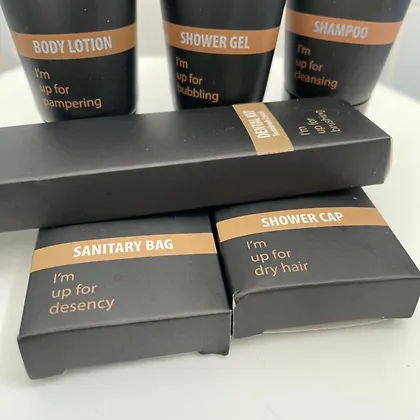 BODY LOTION
I'm
up for
pampering
SHOWER GEL
I'm
up for
bubbling
SHAMPOO
I'm
up for
cleansing
DENTAL KIT
I'm
up for
brushing
SANITARY BAG
I'm
up for
desency
SHOWER CAP
I'm
up for
dry hair